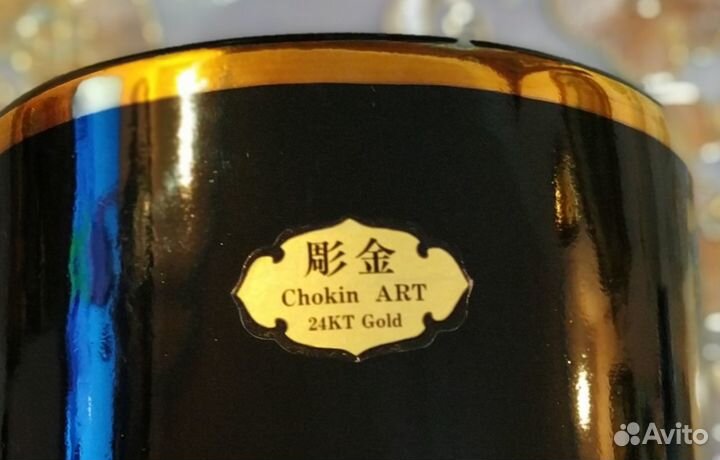 彫金
Chokin ART
24KT Gold
Avito